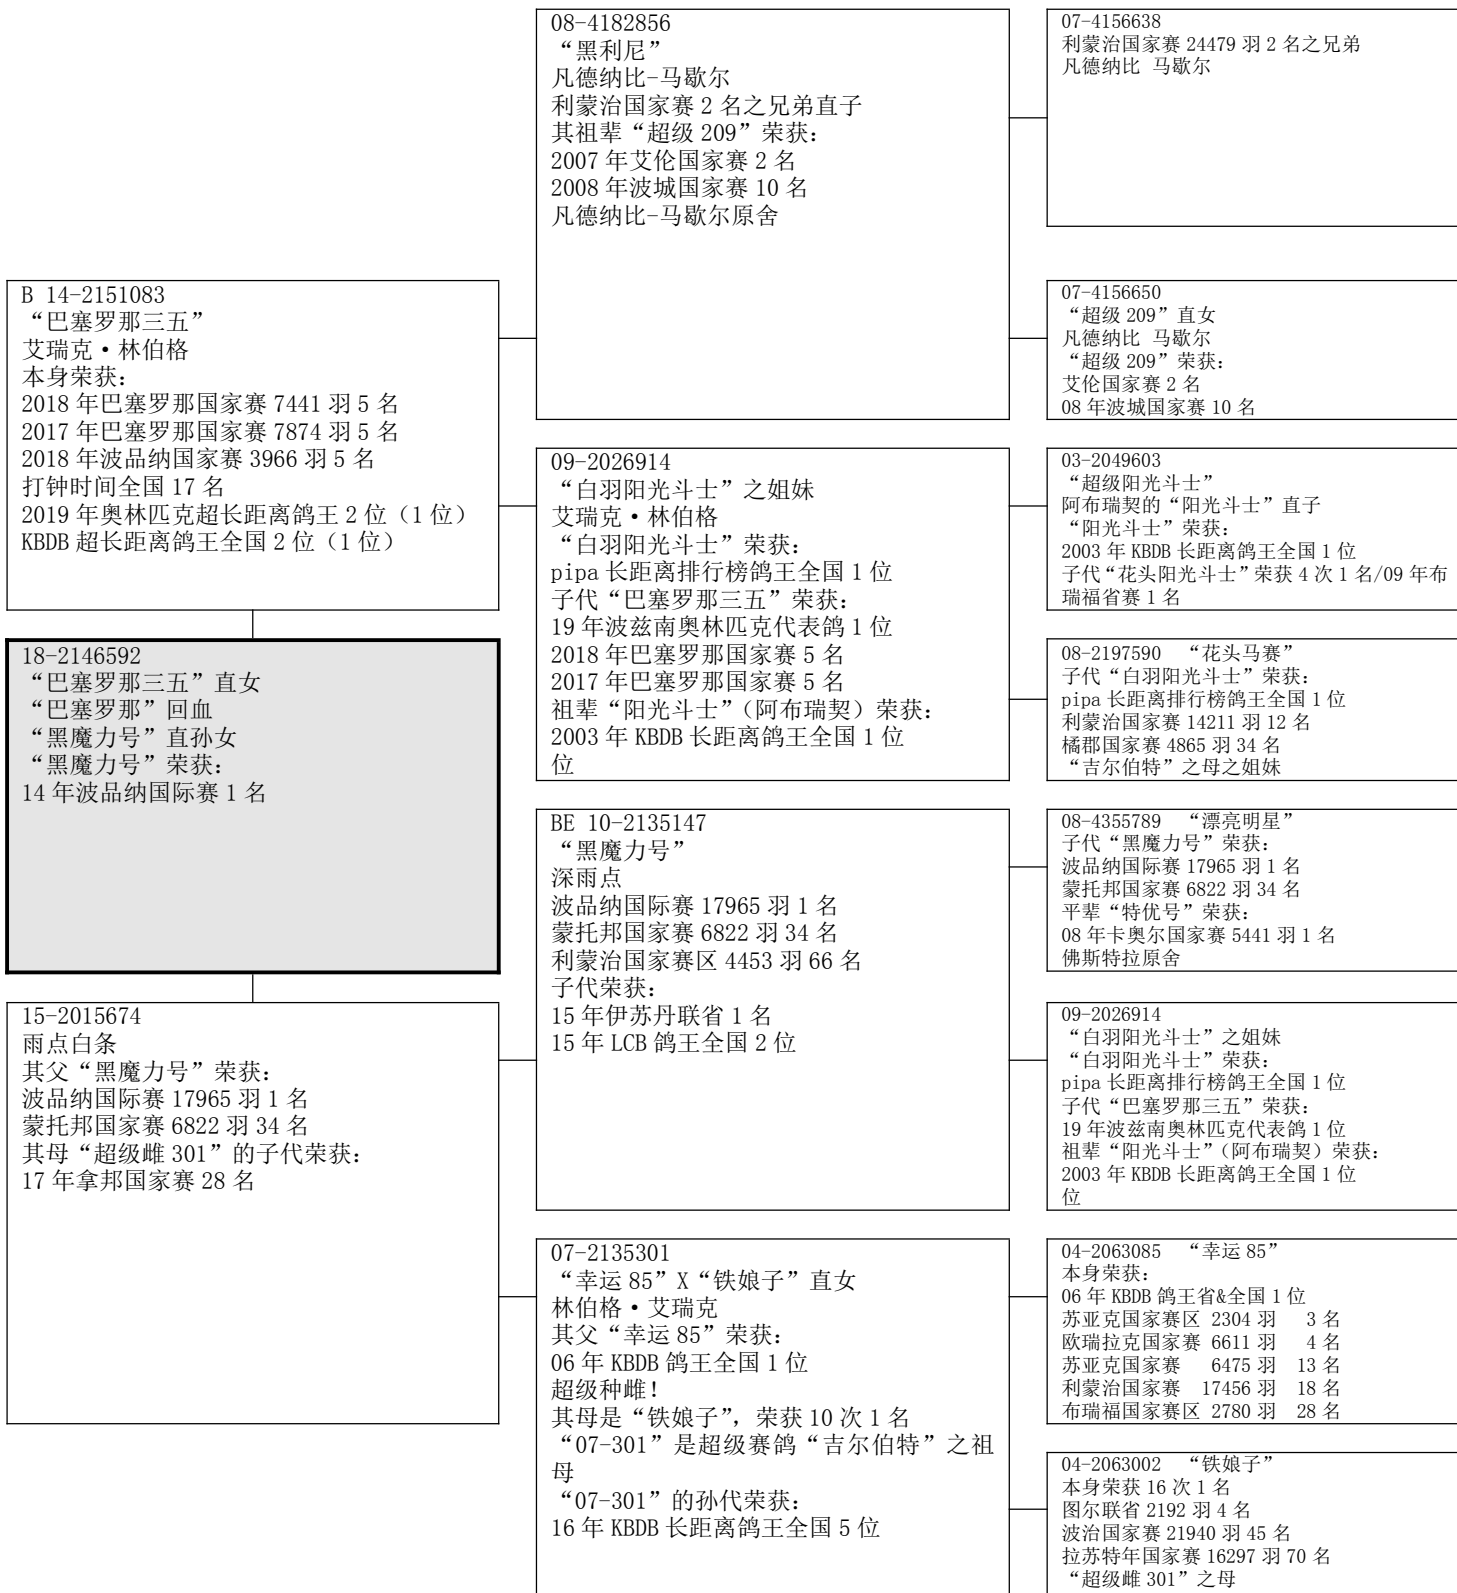 08-4182856
“黑利尼”
凡德纳比-马歇尔
利蒙治国家赛 2 名之兄弟直子
其祖辈“超级 209”荣获：
2007 年艾伦国家赛 2 名
2008 年波城国家赛 10 名
凡德纳比-马歇尔原舍
07-4156638
利蒙治国家赛 24479 羽 2 名之兄弟
凡德纳比 马歇尔
B 14-2151083
“巴塞罗那三五”
艾瑞克·林伯格
本身荣获：
2018 年巴塞罗那国家赛 7441 羽 5 名
2017 年巴塞罗那国家赛 7874 羽 5 名
2018 年波品纳国家赛 3966 羽 5 名
打钟时间全国 17 名
2019 年奥林匹克超长距离鸽王 2 位（1 位）
KBDB 超长距离鸽王全国 2 位（1 位）
07-4156650
“超级 209”直女
凡德纳比 马歇尔
“超级 209”荣获：
艾伦国家赛 2 名
08 年波城国家赛 10 名
09-2026914
“白羽阳光斗士”之姐妹
艾瑞克·林伯格
“白羽阳光斗士”荣获：
pipa 长距离排行榜鸽王全国 1 位
子代“巴塞罗那三五”荣获：
19 年波兹南奥林匹克代表鸽 1 位
2018 年巴塞罗那国家赛 5 名
2017 年巴塞罗那国家赛 5 名
祖辈“阳光斗士”（阿布瑞契）荣获：
2003 年 KBDB 长距离鸽王全国 1 位
位
03-2049603
“超级阳光斗士”
阿布瑞契的“阳光斗士”直子
“阳光斗士”荣获：
2003 年 KBDB 长距离鸽王全国 1 位
子代“花头阳光斗士”荣获 4 次 1 名/09 年布
瑞福省赛 1 名
18-2146592
“巴塞罗那三五”直女
“巴塞罗那”回血
“黑魔力号”直孙女
“黑魔力号”荣获：
14 年波品纳国际赛 1 名
08-2197590 “花头马赛”
子代“白羽阳光斗士”荣获：
pipa 长距离排行榜鸽王全国 1 位
利蒙治国家赛 14211 羽 12 名
橘郡国家赛 4865 羽 34 名
“吉尔伯特”之母之姐妹
BE 10-2135147
“黑魔力号”
深雨点
波品纳国际赛 17965 羽 1 名
蒙托邦国家赛 6822 羽 34 名
利蒙治国家赛区 4453 羽 66 名
子代荣获：
15 年伊苏丹联省 1 名
15 年 LCB 鸽王全国 2 位
08-4355789 “漂亮明星”
子代“黑魔力号”荣获：
波品纳国际赛 17965 羽 1 名
蒙托邦国家赛 6822 羽 34 名
平辈“特优号”荣获：
08 年卡奥尔国家赛 5441 羽 1 名
佛斯特拉原舍
15-2015674
雨点白条
其父“黑魔力号”荣获：
波品纳国际赛 17965 羽 1 名
蒙托邦国家赛 6822 羽 34 名
其母“超级雌 301”的子代荣获：
17 年拿邦国家赛 28 名
09-2026914
“白羽阳光斗士”之姐妹
“白羽阳光斗士”荣获：
pipa 长距离排行榜鸽王全国 1 位
子代“巴塞罗那三五”荣获：
19 年波兹南奥林匹克代表鸽 1 位
祖辈“阳光斗士”（阿布瑞契）荣获：
2003 年 KBDB 长距离鸽王全国 1 位
位
07-2135301
“幸运 85”X“铁娘子”直女
林伯格·艾瑞克
其父“幸运 85”荣获：
06 年 KBDB 鸽王全国 1 位
超级种雌！
其母是“铁娘子”，荣获 10 次 1 名
“07-301”是超级赛鸽“吉尔伯特”之祖
母
“07-301”的孙代荣获：
16 年 KBDB 长距离鸽王全国 5 位
04-2063085 “幸运 85”
本身荣获：
06 年 KBDB 鸽王省&全国 1 位
苏亚克国家赛区 2304 羽 3 名
欧瑞拉克国家赛 6611 羽 4 名
苏亚克国家赛 6475 羽 13 名
利蒙治国家赛 17456 羽 18 名
布瑞福国家赛区 2780 羽 28 名
04-2063002 “铁娘子”
本身荣获 16 次 1 名
图尔联省 2192 羽 4 名
波治国家赛 21940 羽 45 名
拉苏特年国家赛 16297 羽 70 名
“超级雌 301”之母